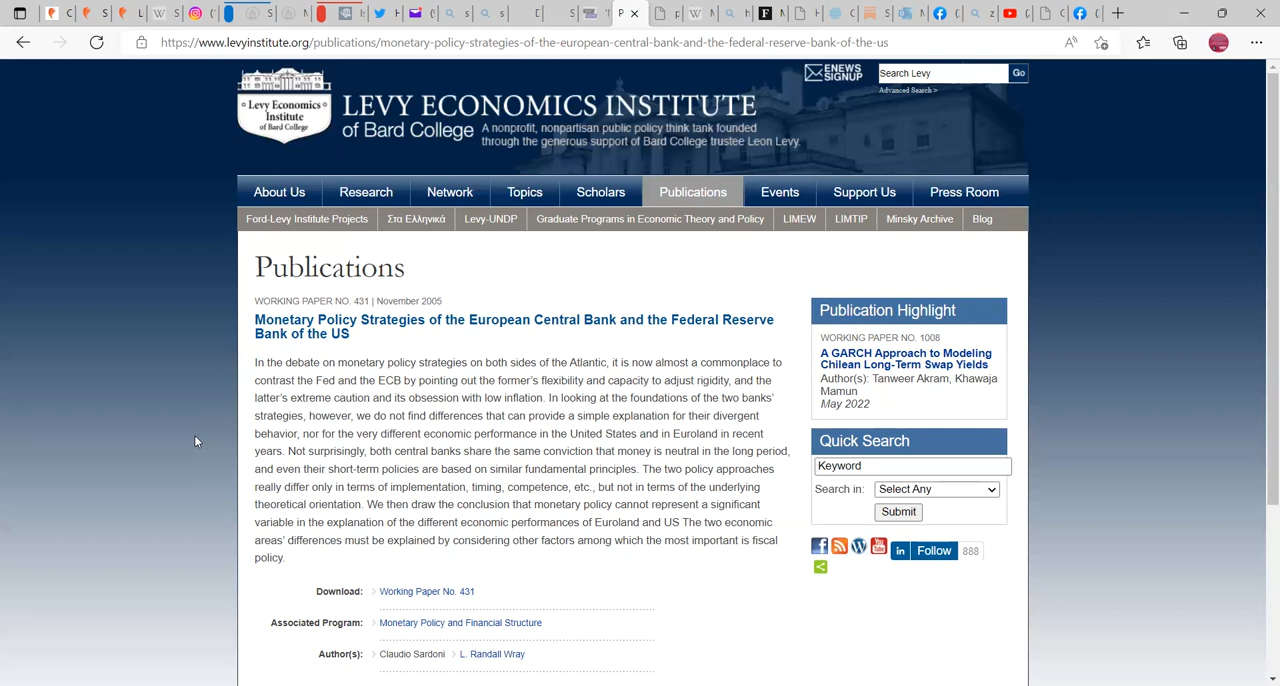 https://www.levyinstitute.org/publications/monetary-policy-strategies-of-the-european-central-bank-and-the-federal-reserve-bank-of-the-us
ENEWS
SIGNUP
Search Levy
Go
Advanced Search >
Levy Economics
Institute
of Bard College
LEVY ECONOMICS INSTITUTE
of Bard College
A nonprofit, nonpartisan public policy think tank founded
through the generous support of Bard College trustee Leon Levy.
About Us Research Network Topics Scholars Publications Events Support Us Press Room
Ford-Levy Institute Projects Στα Ελληνικά Levy-UNDP Graduate Programs in Economic Theory and Policy LIMEW LIMTIP Minsky Archive Blog
Publications
WORKING PAPER NO. 431 | November 2005
Monetary Policy Strategies of the European Central Bank and the Federal Reserve
Bank of the US
In the debate on monetary policy strategies on both sides of the Atlantic, it is now almost a commonplace to
contrast the Fed and the ECB by pointing out the former's flexibility and capacity to adjust rigidity, and the
latter's extreme caution and its obsession with low inflation. In looking at the foundations of the two banks'
strategies, however, we do not find differences that can provide a simple explanation for their divergent
behavior, nor for the very different economic performance in the United States and in Euroland in recent
years. Not surprisingly, both central banks share the same conviction that money is neutral in the long period,
and even their short-term policies are based on similar fundamental principles. The two policy approaches
really differ only in terms of implementation, timing, competence, etc., but not in terms of the underlying
theoretical orientation. We then draw the conclusion that monetary policy cannot represent a significant
variable in the explanation of the different economic performances of Euroland and US The two economic
areas' differences must be explained by considering other factors among which the most important is fiscal
policy.
Download: Working Paper No. 431
Associated Program: Monetary Policy and Financial Structure
Author(s): Claudio Sardoni L. Randall Wray
Publication Highlight
WORKING PAPER NO. 1008
A GARCH Approach to Modeling
Chilean Long-Term Swap Yields
Author(s): Tanweer Akram, Khawaja
Mamun
May 2022
Quick Search
Keyword
Search in: Select Any
Submit
in Follow 888